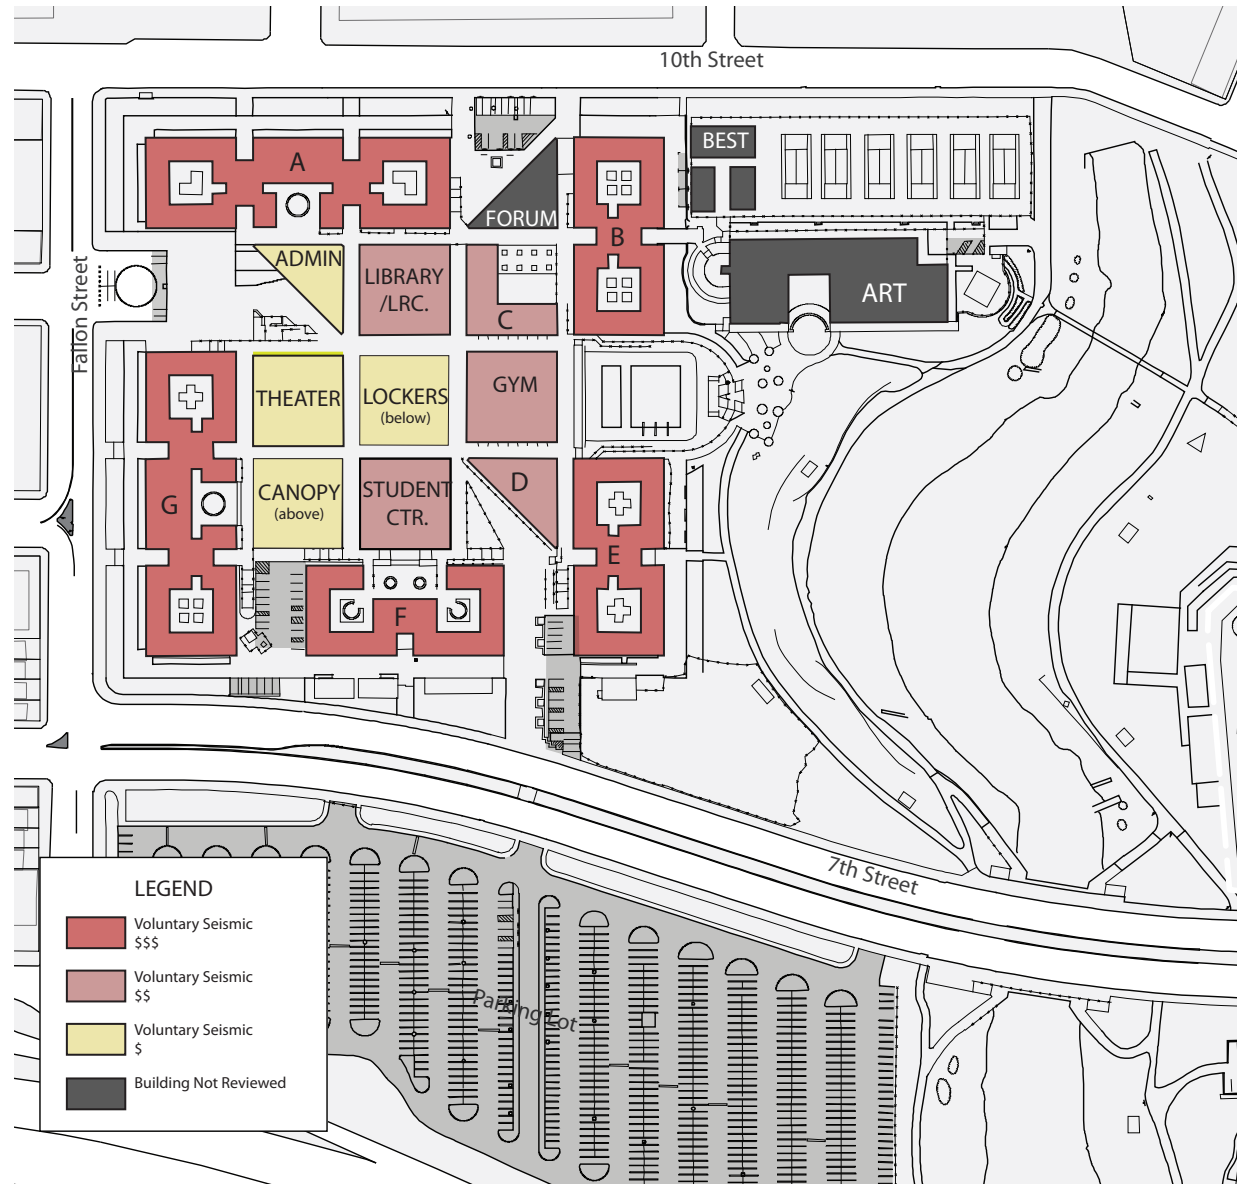 10th Street
BEST
A
FORUM
B
ADMIN
LIBRARY
/LRC.
C
ART
Fallon Street
THEATER
LOCKERS
(below)
GYM
G
CANOPY
(above)
STUDENT
CTR.
D
E
F
7th Street
Parking Lot
LEGEND
Voluntary Seismic
$$$
Voluntary Seismic
$$
Voluntary Seismic
$
Building Not Reviewed